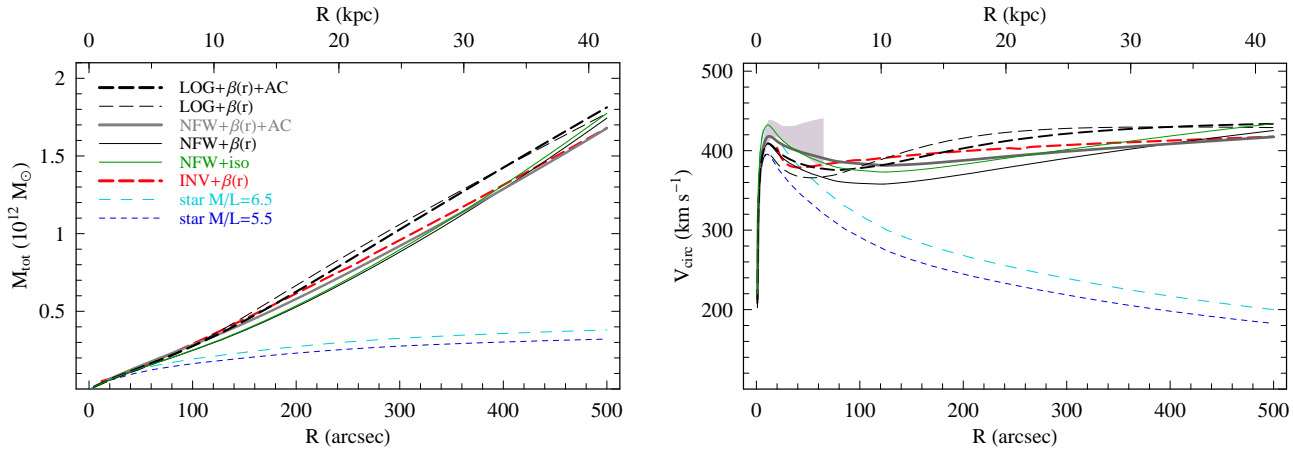 R (kpc)
0 10 20 30 40
2
1.5
1
0.5
0 100 200 300 400 500
R (arcsec)
M_tot (10^12 M_⊙)
LOG+β(r)+AC
LOG+β(r)
NFW+β(r)+AC
NFW+β(r)
NFW+iso
INV+β(r)
star M/L=6.5
star M/L=5.5
R (kpc)
0 10 20 30 40
500
400
300
200
0 100 200 300 400 500
R (arcsec)
V_circ (km s^-1)